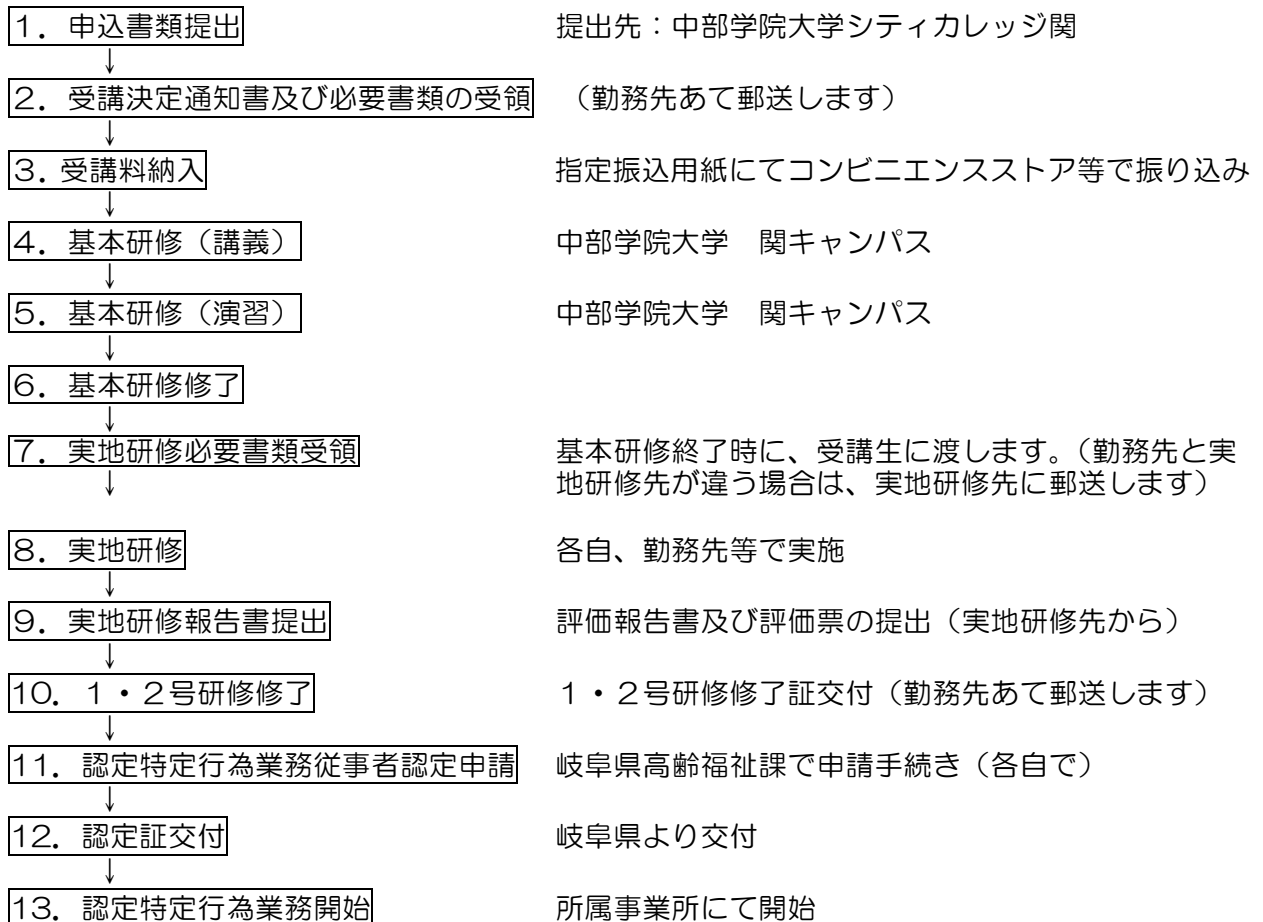 1．申込書類提出　提出先：中部学院大学シティカレッジ関
↓
2．受講決定通知書及び必要書類の受領　（勤務先あて郵送します）
↓
3．受講料納入　指定振込用紙にてコンビニエンスストア等で振り込み
↓
4．基本研修（講義）　中部学院大学　関キャンパス
↓
5．基本研修（演習）　中部学院大学　関キャンパス
↓
6．基本研修修了
↓
7．実地研修必要書類受領　基本研修終了時に、受講生に渡します。（勤務先と実
↓　地研修先が違う場合は、実地研修先に郵送します）
8．実地研修　各自、勤務先等で実施
↓
9．実地研修報告書提出　評価報告書及び評価票の提出（実地研修先から）
↓
10．1・2号研修修了　1・2号研修修了証交付（勤務先あて郵送します）
↓
11．認定特定行為業務従事者認定申請　岐阜県高齢福祉課で申請手続き（各自で）
↓
12．認定証交付　岐阜県より交付
↓
13．認定特定行為業務開始　所属事業所にて開始